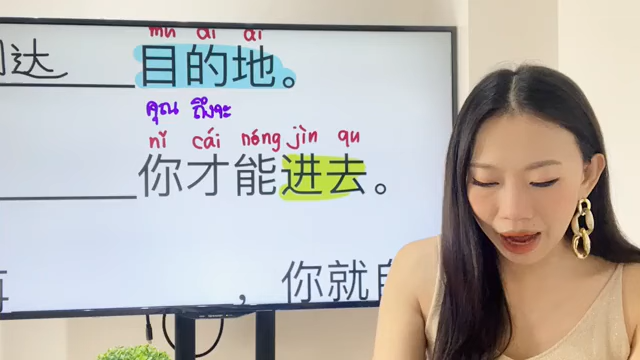 mù dì dì
到达 目的地。
คุณ ถึงจะ
nǐ cái néng jìn qu
你才能进去。
, 你就